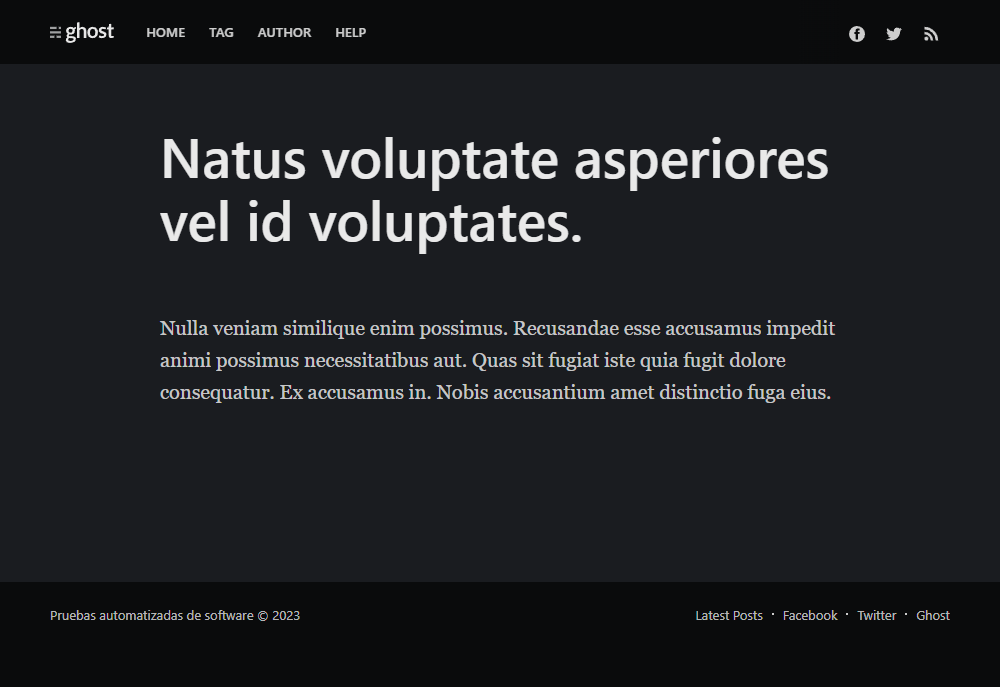 ghost HOME TAG AUTHOR HELP
Natus voluptate asperiores
vel id voluptates.
Nulla veniam similique enim possimus. Recusandae esse accusamus impedit
animi possimus necessitatibus aut. Quas sit fugiat iste quia fugit dolore
consequatur. Ex accusamus in. Nobis accusantium amet distinctio fuga eius.
Pruebas automatizadas de software © 2023 Latest Posts · Facebook · Twitter · Ghost